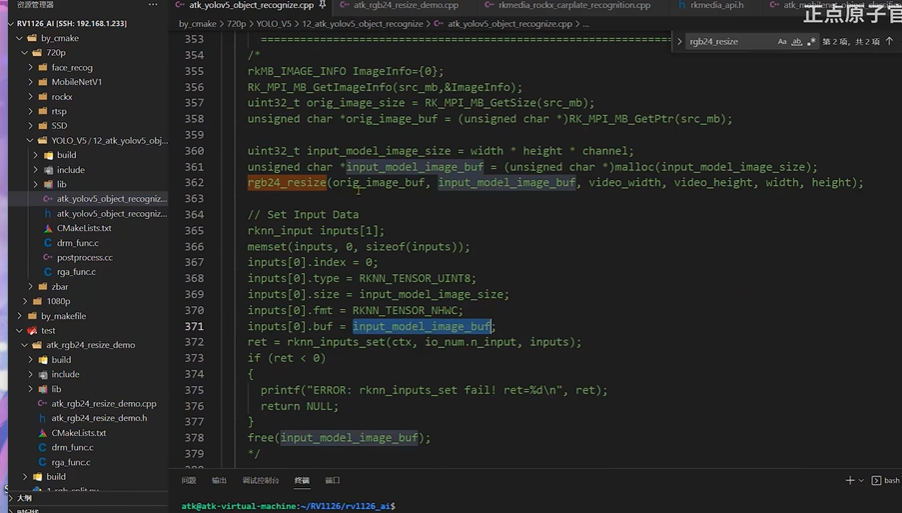 资源管理器 ···
atk_yolov5_object_recognize.cpp
atk_rgb24_resize_demo.cpp
rkmedia_rockx_carplate_recognition.cpp
rkmedia_api.h
正点原子官
RV1126_AI [SSH: 192.168.1.233]
by_cmake
720p
face_recog
MobileNetV1
rockx
rtsp
SSD
YOLO_V5 / 12_atk_yolov5_obj...
build
include
lib
atk_yolov5_object_recogniz...
atk_yolov5_object_recogniz...
CMakeLists.txt
drm_func.c
postprocess.cc
rga_func.c
zbar
1080p
by_makefile
test
atk_rgb24_resize_demo
build
include
lib
atk_rgb24_resize_demo.cpp
atk_rgb24_resize_demo.h
CMakeLists.txt
drm_func.c
rga_func.c
build
大纲
by_cmake > 720p > YOLO_V5 > 12_atk_yolov5_object_recognize > atk_yolov5_object_recognize.cpp
rgb24_resize Aa ab .* 第 2 项，共 2 项
353 ================================================
354 /*
355 rkMB_IMAGE_INFO ImageInfo={0};
356 RK_MPI_MB_GetImageInfo(src_mb,&ImageInfo);
357 uint32_t orig_image_size = RK_MPI_MB_GetSize(src_mb);
358 unsigned char *orig_image_buf = (unsigned char *)RK_MPI_MB_GetPtr(src_mb);
359
360 uint32_t input_model_image_size = width * height * channel;
361 unsigned char *input_model_image_buf = (unsigned char *)malloc(input_model_image_size);
362 rgb24_resize(orig_image_buf, input_model_image_buf, video_width, video_height, width, height);
363
364 // Set Input Data
365 rknn_input inputs[1];
366 memset(inputs, 0, sizeof(inputs));
367 inputs[0].index = 0;
368 inputs[0].type = RKNN_TENSOR_UINT8;
369 inputs[0].size = input_model_image_size;
370 inputs[0].fmt = RKNN_TENSOR_NHWC;
371 inputs[0].buf = input_model_image_buf;
372 ret = rknn_inputs_set(ctx, io_num.n_input, inputs);
373 if (ret < 0)
374 {
375 printf("ERROR: rknn_inputs_set fail! ret=%d\n", ret);
376 return NULL;
377 }
378 free(input_model_image_buf);
379 */
问题 输出 调试控制台 终端 端口
bash
atk@atk-virtual-machine:~/RV1126/rv1126_ai$